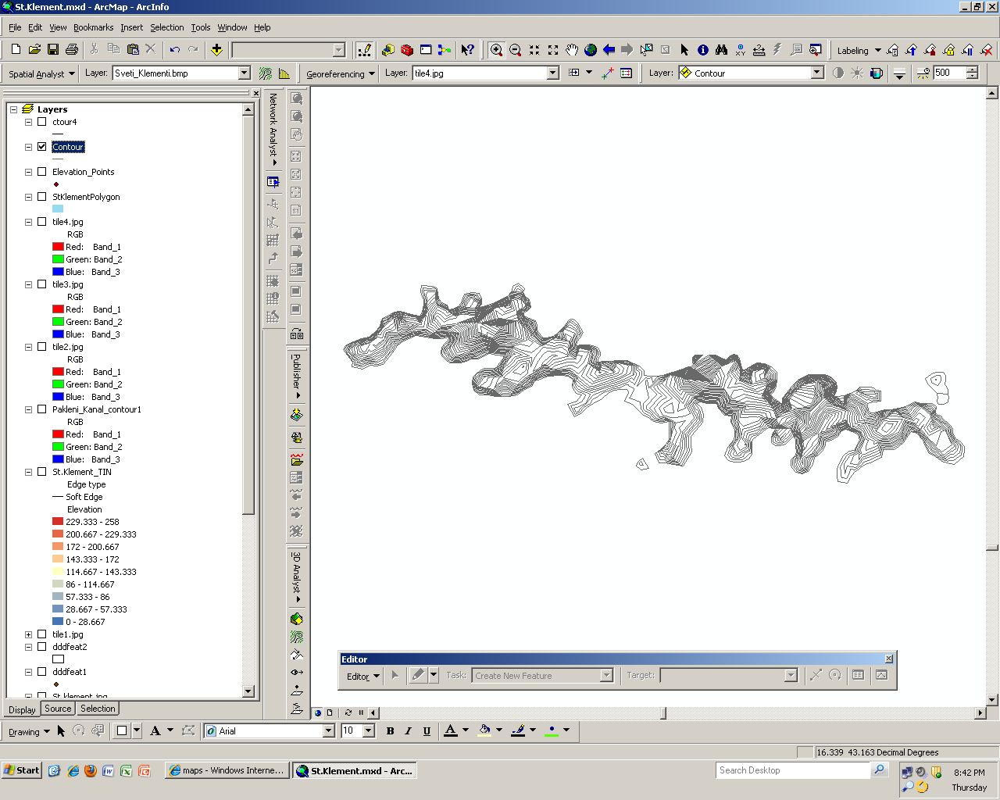 St.Klement.mxd - ArcMap - ArcInfo
File Edit View Bookmarks Insert Selection Tools Window Help
Labeling
Spatial Analyst Layer: Sveti_Klementi.bmp Georeferencing Layer: tile4.jpg Layer: Contour 500
Layers
ctour4
Contour
Elevation_Points
StKlementPolygon
tile4.jpg
RGB
Red: Band_1
Green: Band_2
Blue: Band_3
tile3.jpg
RGB
Red: Band_1
Green: Band_2
Blue: Band_3
tile2.jpg
RGB
Red: Band_1
Green: Band_2
Blue: Band_3
Pakleni_Kanal_contour1
RGB
Red: Band_1
Green: Band_2
Blue: Band_3
St.Klement_TIN
Edge type
Soft Edge
Elevation
229.333 - 258
200.667 - 229.333
172 - 200.667
143.333 - 172
114.667 - 143.333
86 - 114.667
57.333 - 86
28.667 - 57.333
0 - 28.667
tile1.jpg
dddfeat2
dddfeat1
St.klement.jpg
Display Source Selection
Network Analyst
Publisher
3D Analyst
Editor
Editor Task: Create New Feature Target:
Drawing A Arial 10 B I U A
16.339 43.163 Decimal Degrees
Start maps - Windows Interne... St.Klement.mxd - Arc... Search Desktop 8:42 PM
Thursday